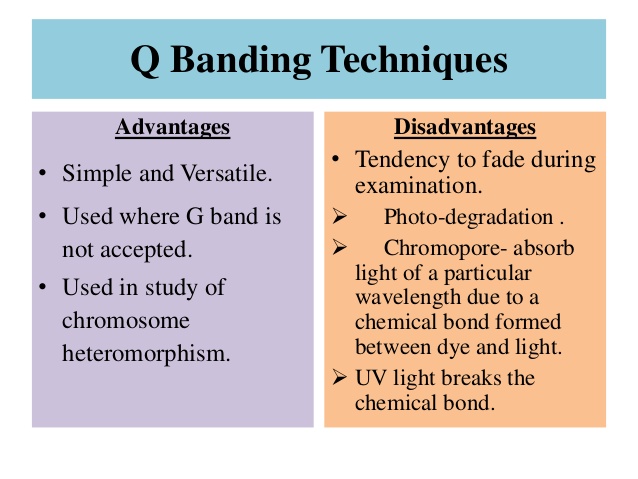 Q Banding Techniques
Advantages
• Simple and Versatile.
• Used where G band is
not accepted.
• Used in study of
chromosome
heteromorphism.
Disadvantages
• Tendency to fade during
examination.
➢ Photo-degradation .
➢ Chromopore- absorb
light of a particular
wavelength due to a
chemical bond formed
between dye and light.
➢ UV light breaks the
chemical bond.